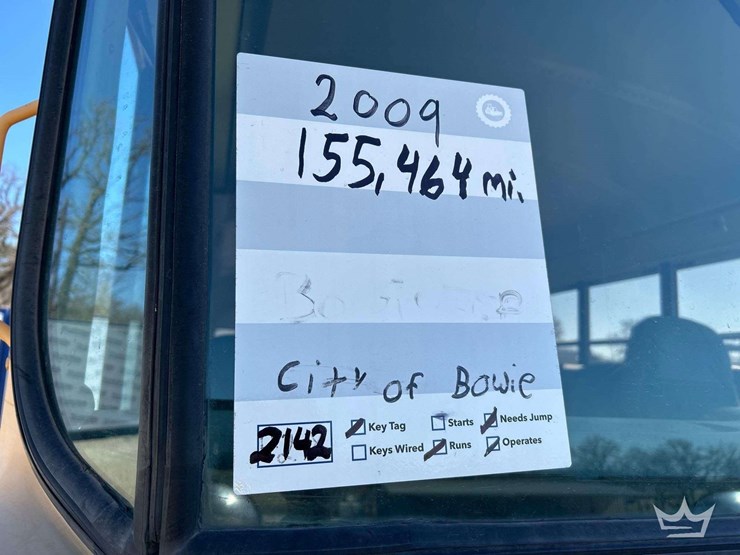 2009
155,464 mi.
City of Bowie
2142
Key Tag Starts Needs Jump
Keys Wired Runs Operates